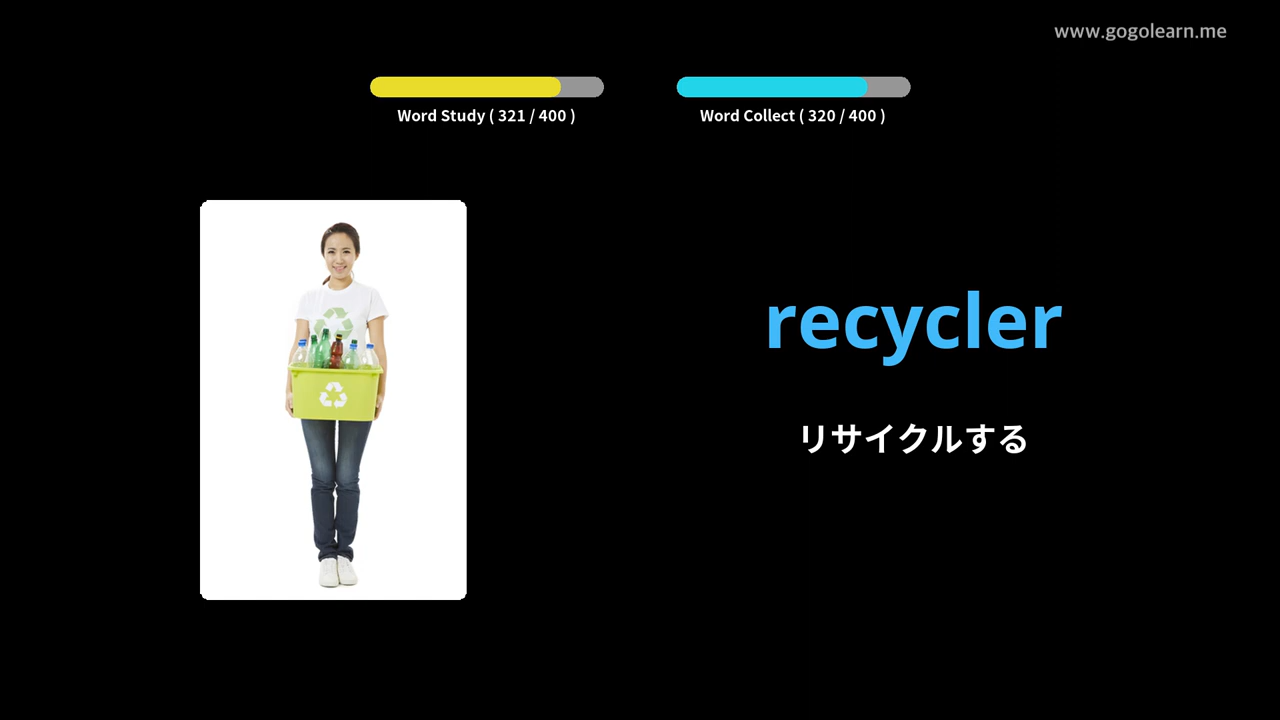 www.gogolearn.me
Word Study ( 321 / 400 )
Word Collect ( 320 / 400 )
recycler
リサイクルする